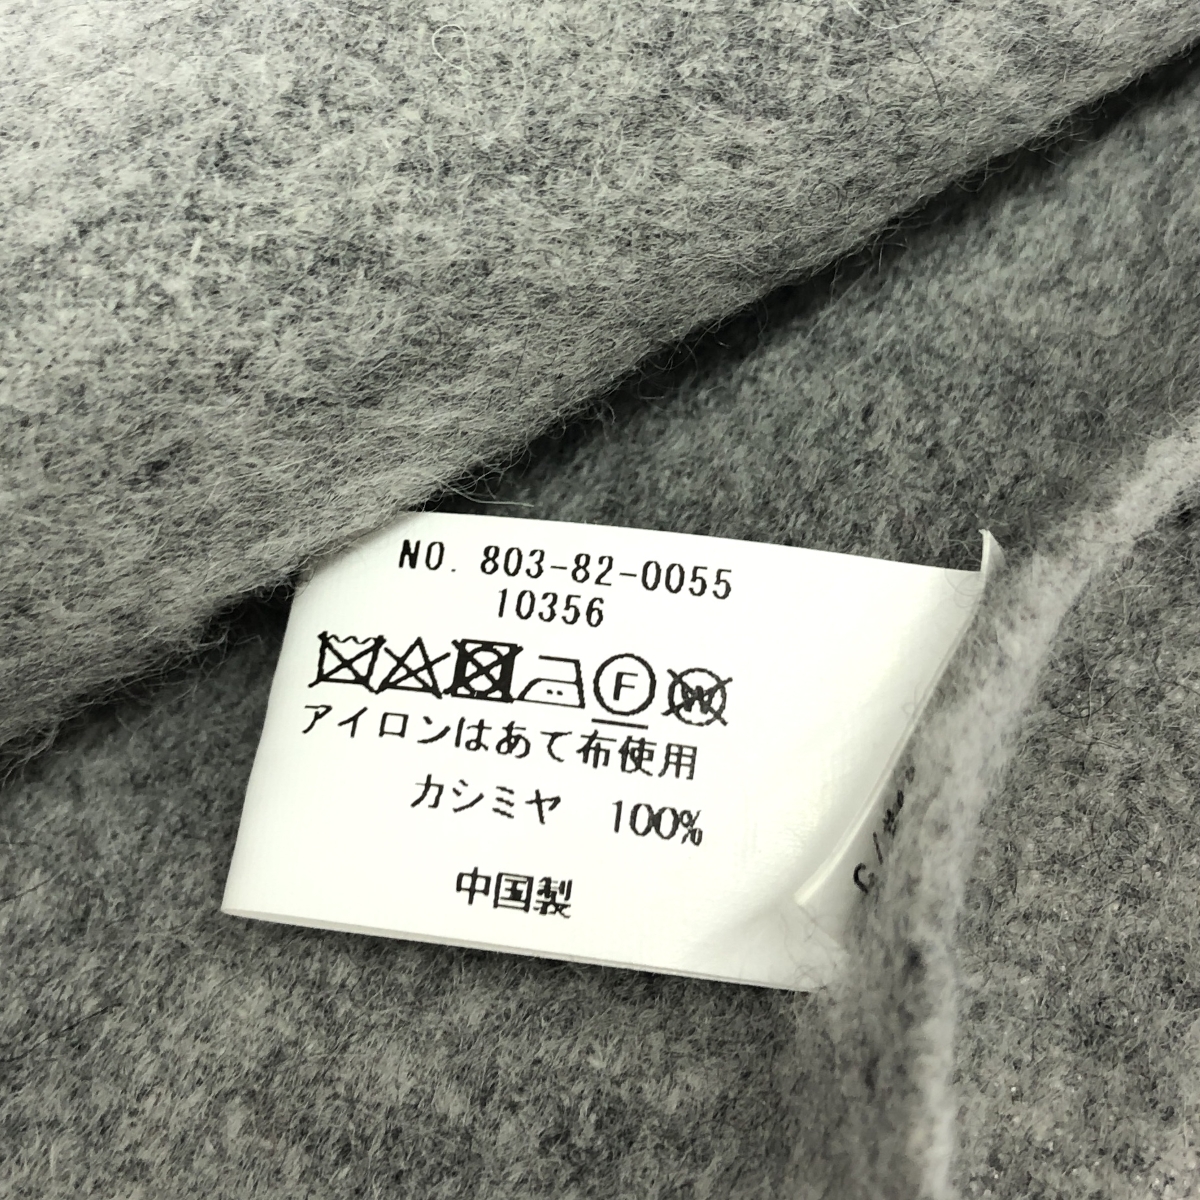 NO. 803-82-0055
10356
F W
アイロンはあて布使用
カシミヤ 100%
中国製